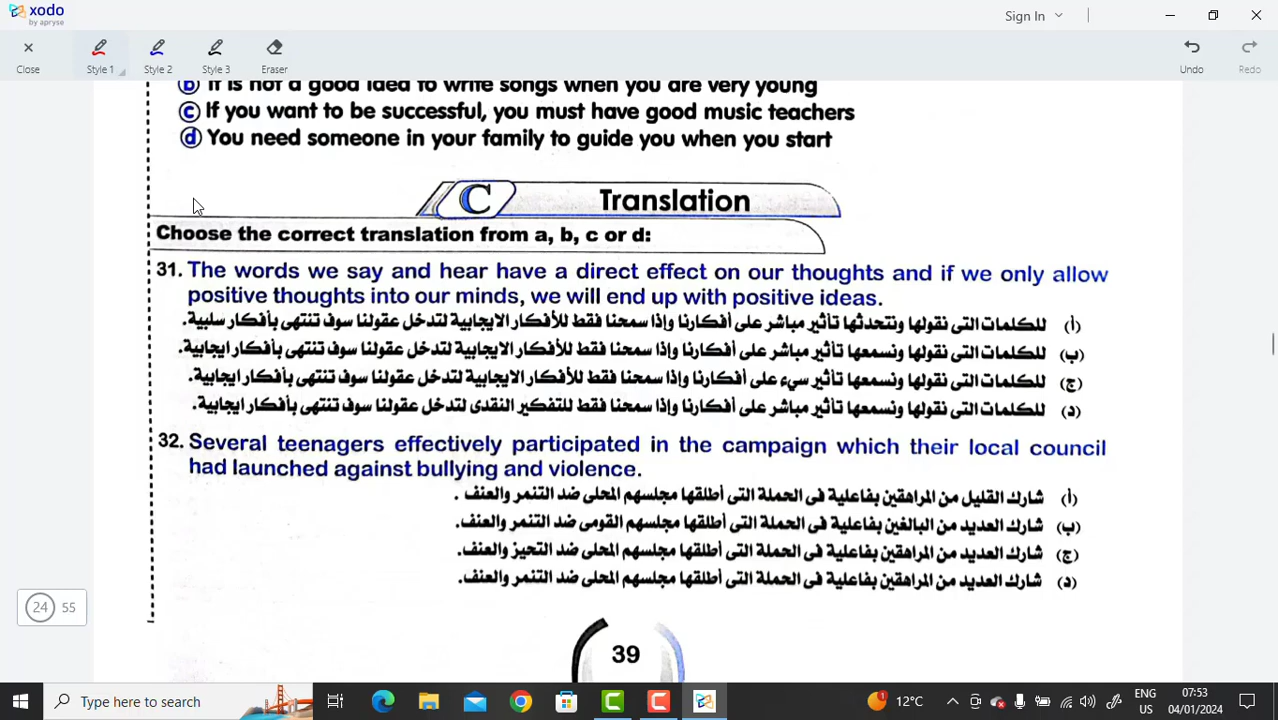 xodo
by apryse
Sign In
Close
Style 1
Style 2
Style 3
Eraser
Undo
Redo
b It is not a good idea to write songs when you are very young
c If you want to be successful, you must have good music teachers
d You need someone in your family to guide you when you start
C Translation
Choose the correct translation from a, b, c or d:
31. The words we say and hear have a direct effect on our thoughts and if we only allow
positive thoughts into our minds, we will end up with positive ideas.
(أ) للكلمات التى نقولها ونتحدثها تأثير مباشر على أفكارنا وإذا سمحنا فقط للأفكار الايجابية لتدخل عقولنا سوف تنتهى بأفكار سلبية.
(ب) للكلمات التى نقولها ونسمعها تأثير مباشر على أفكارنا وإذا سمحنا فقط للأفكار الايجابية لتدخل عقولنا سوف تنتهى بأفكار ايجابية.
(ج) للكلمات التى نقولها ونسمعها تأثير سيء على أفكارنا وإذا سمحنا فقط للأفكار الايجابية لتدخل عقولنا سوف تنتهى بأفكار ايجابية.
(د) للكلمات التى نقولها ونسمعها تأثير مباشر على أفكارنا وإذا سمحنا فقط للتفكير النقدى لتدخل عقولنا سوف تنتهى بأفكار ايجابية.
32. Several teenagers effectively participated in the campaign which their local council
had launched against bullying and violence.
(أ) شارك القليل من المراهقين بفاعلية فى الحملة التى أطلقها مجلسهم المحلى ضد التنمر والعنف .
(ب) شارك العديد من البالغين بفاعلية فى الحملة التى أطلقها مجلسهم القومى ضد التنمر والعنف.
(ج) شارك العديد من المراهقين بفاعلية فى الحملة التى أطلقها مجلسهم المحلى ضد التحيز والعنف.
(د) شارك العديد من المراهقين بفاعلية فى الحملة التى أطلقها مجلسهم المحلى ضد التنمر والعنف.
24 55
39
Type here to search
1
12°C
ENG
US
07:53
04/01/2024